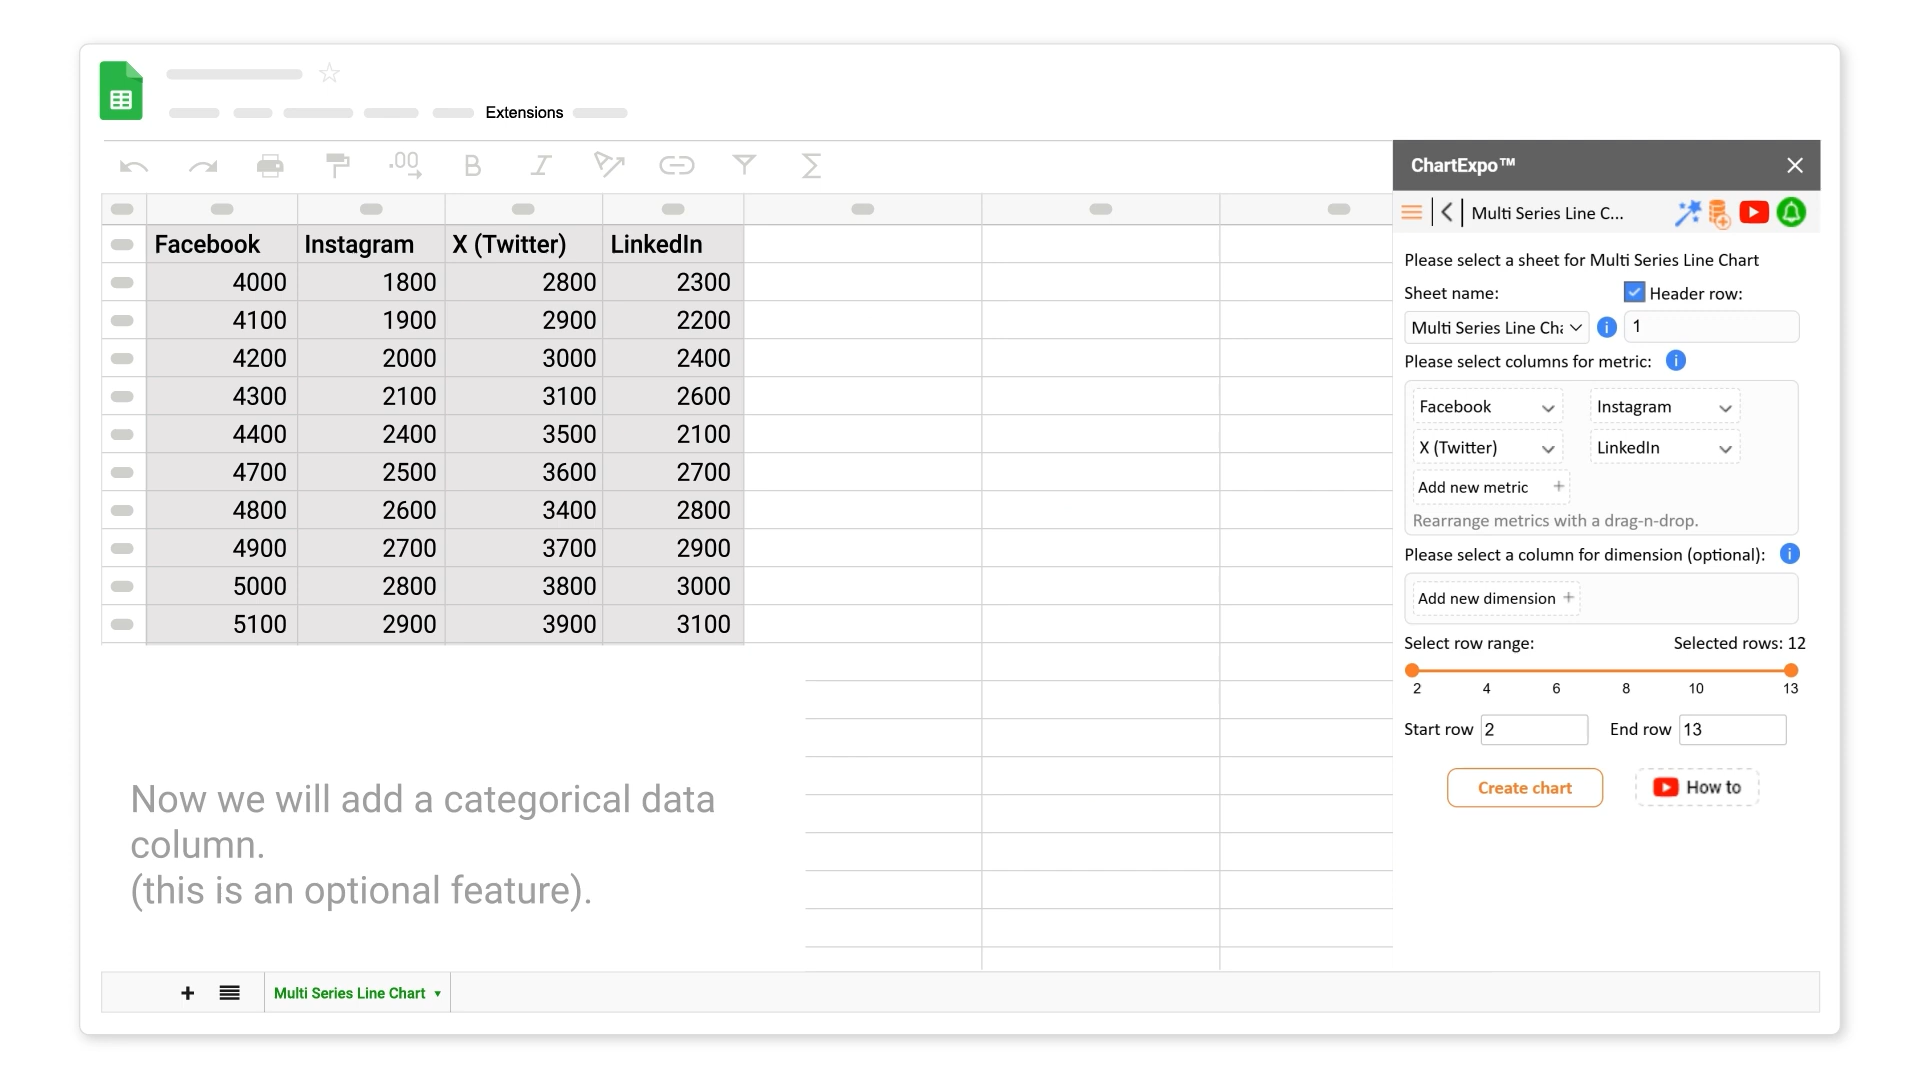 Extensions
.00
B
I
Σ
Facebook Instagram X (Twitter) LinkedIn
4000 1800 2800 2300
4100 1900 2900 2200
4200 2000 3000 2400
4300 2100 3100 2600
4400 2400 3500 2100
4700 2500 3600 2700
4800 2600 3400 2800
4900 2700 3700 2900
5000 2800 3800 3000
5100 2900 3900 3100
Now we will add a categorical data
column.
(this is an optional feature).
Multi Series Line Chart
ChartExpo™
Multi Series Line C...
Please select a sheet for Multi Series Line Chart
Sheet name: Header row:
Multi Series Line Cha 1
Please select columns for metric:
Facebook Instagram
X (Twitter) LinkedIn
Add new metric +
Rearrange metrics with a drag-n-drop.
Please select a column for dimension (optional):
Add new dimension +
Select row range: Selected rows: 12
2 4 6 8 10 13
Start row 2 End row 13
Create chart How to